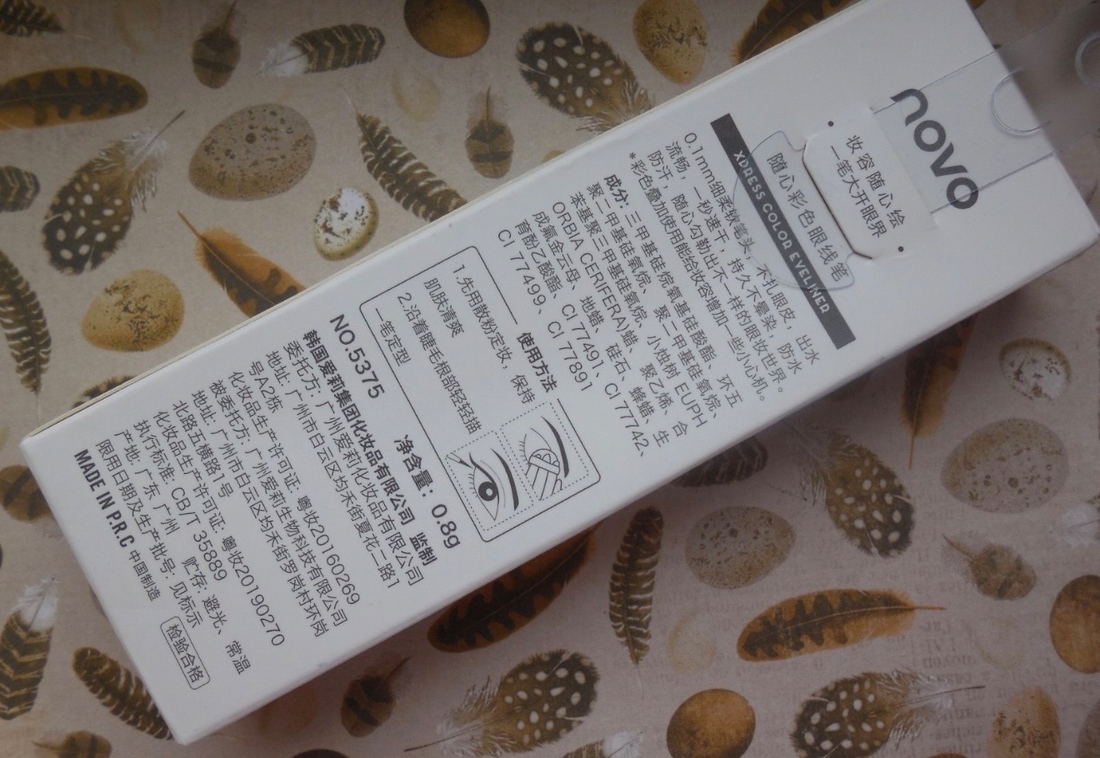 novo
妆容随心绘
一笔大开眼界
随心彩色眼线笔
XPRESS COLOR EYELINER
0.1mm细柔软笔头，不扎眼皮，出水
流畅，一秒速干，持久不晕染，防水
防汗，随心勾勒出不一样的眼妆世界。
*彩色叠加使用能给妆容增加一些小心机。
成分: 三甲基硅烷氧基硅酸酯、环五
聚二甲基硅氧烷、聚二甲基硅氧烷、
苯基聚三甲基硅氧烷、小烛树 EUPH
ORBIA CERIFERA)蜡、聚乙烯、合
成氟金云母、地蜡、硅石、蜂蜡、生
育酚乙酸酯、CI 77491、CI 77742、
CI 77499、CI 77891
使用方法
1.先用散粉定妆，保持
肌肤清爽
2.沿着睫毛根部轻轻描
一笔定型
NO.5375 净含量：0.8g
韩国爱莉集团化妆品有限公司 监制
委托方: 广州爱莉化妆品有限公司
地址: 广州市白云区均禾街夏花二路1
号A2栋
化妆品生产许可证: 粤妆20160269
被委托方: 广州爱莉生物科技有限公司
地址: 广州市白云区均禾街罗岗村环岗
北路五横路1号
化妆品生产许可证: 粤妆20190270
执行标准: CB/T 35889 贮存: 避光、常温
产地: 广东 广州
限用日期及生产批号: 见标示
MADE IN P.R.C 中国制造 检验合格